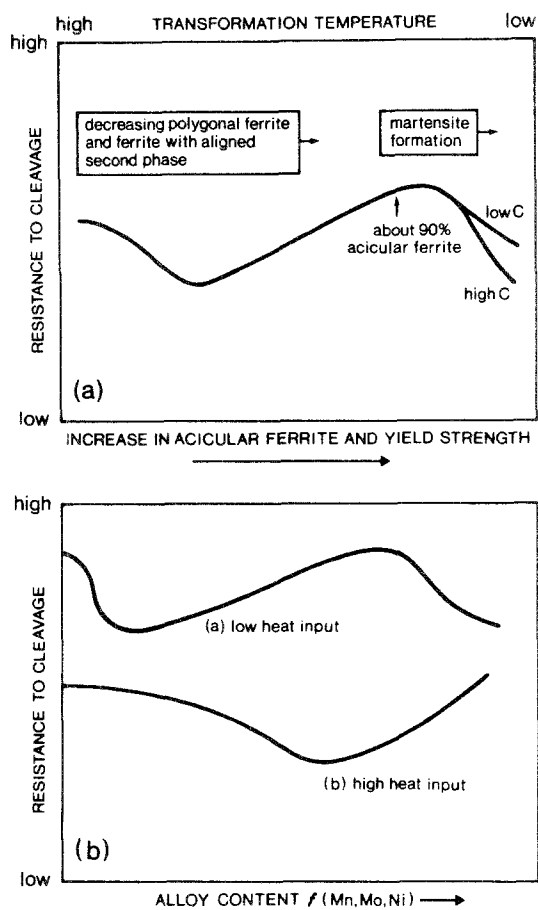 high TRANSFORMATION TEMPERATURE low
high
decreasing polygonal ferrite
and ferrite with aligned
second phase
martensite
formation
RESISTANCE TO CLEAVAGE
about 90%
acicular ferrite
low C
high C
(a)
low
INCREASE IN ACICULAR FERRITE AND YIELD STRENGTH
high
RESISTANCE TO CLEAVAGE
(a) low heat input
(b) high heat input
(b)
low
ALLOY CONTENT f (Mn,Mo,Ni)